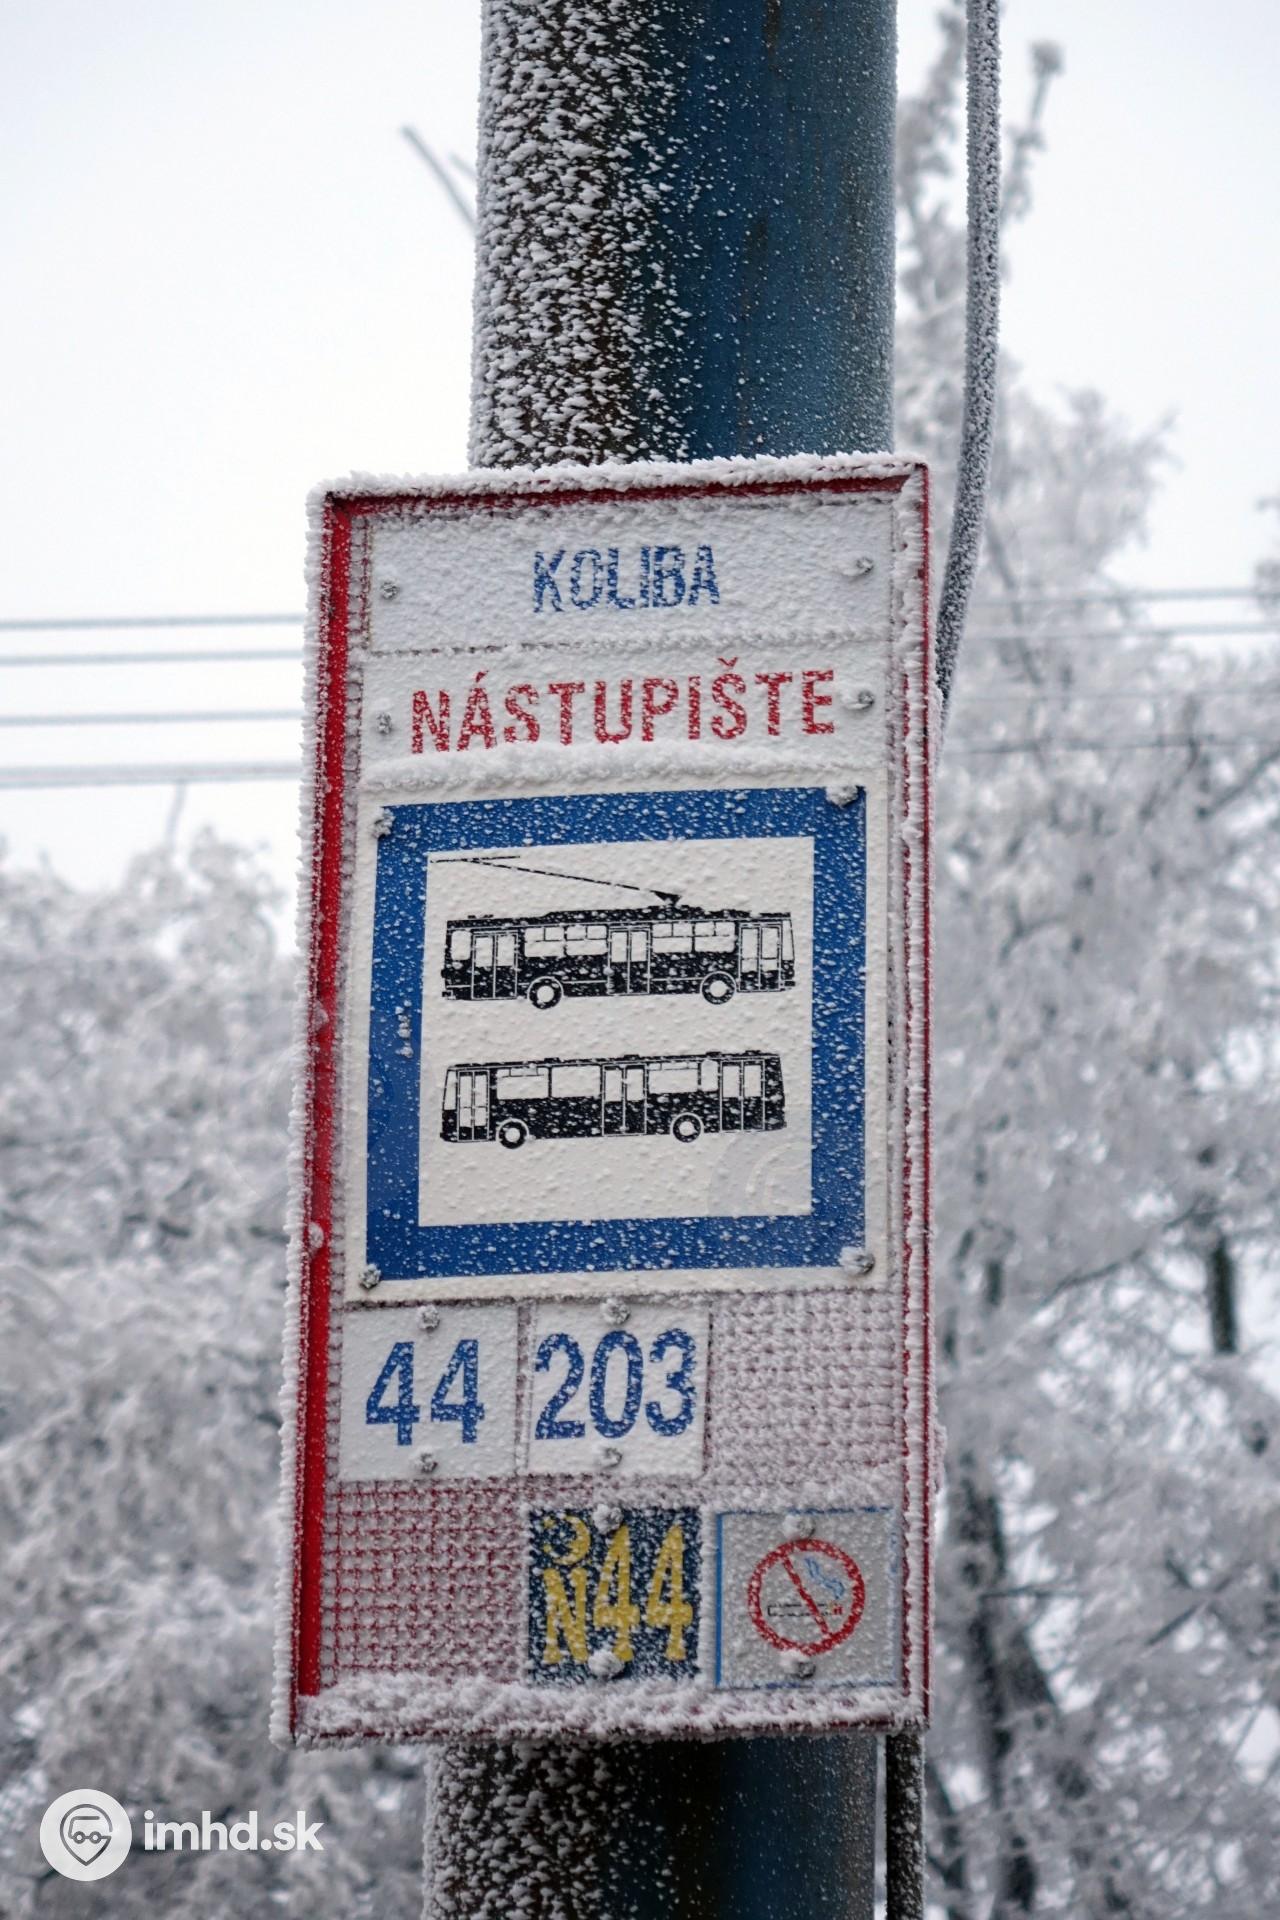 KOLIBA
NÁSTUPIŠTE
44 203
N44
imhd.sk